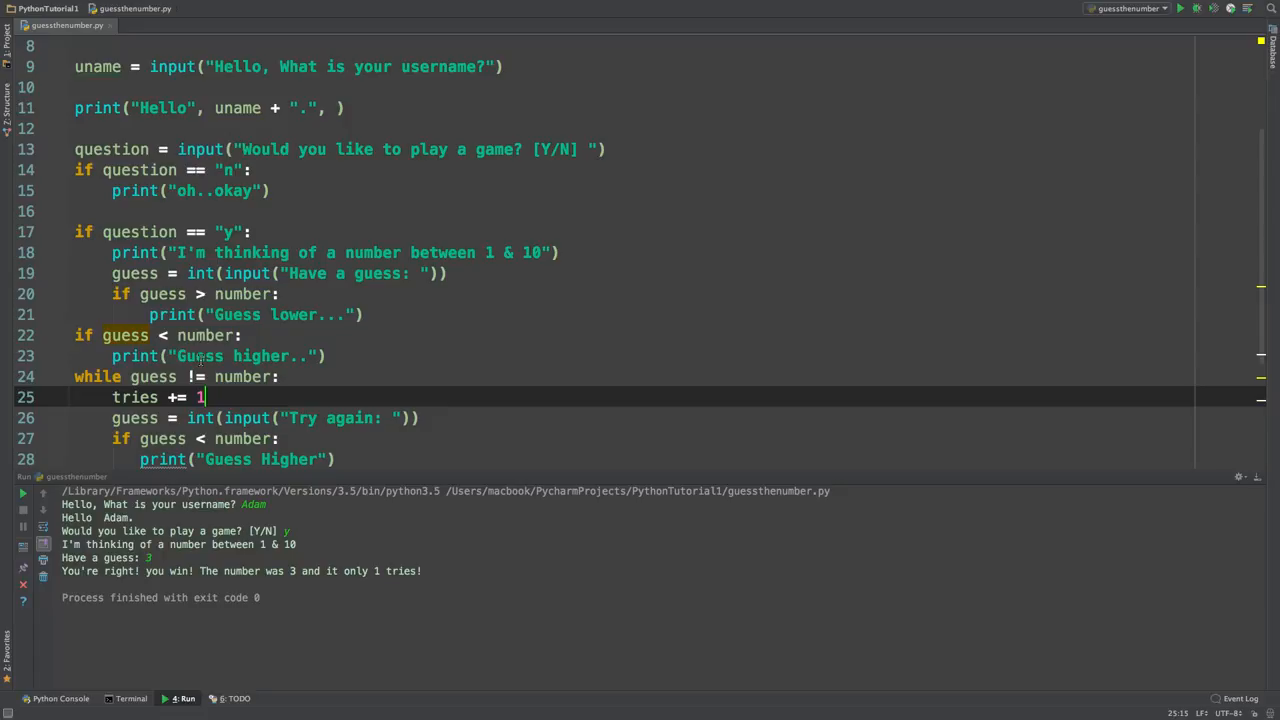 PythonTutorial1 guessthenumber.py guessthenumber
guessthenumber.py
1: Project
Z: Structure
2: Favorites
Database
8
9 uname = input("Hello, What is your username?")
10
11 print("Hello", uname + ".", )
12
13 question = input("Would you like to play a game? [Y/N] ")
14 if question == "n":
15 print("oh..okay")
16
17 if question == "y":
18 print("I'm thinking of a number between 1 & 10")
19 guess = int(input("Have a guess: "))
20 if guess > number:
21 print("Guess lower...")
22 if guess < number:
23 print("Guess higher..")
24 while guess != number:
25 tries += 1
26 guess = int(input("Try again: "))
27 if guess < number:
28 print("Guess Higher")
Run guessthenumber
/Library/Frameworks/Python.framework/Versions/3.5/bin/python3.5 /Users/macbook/PycharmProjects/PythonTutorial1/guessthenumber.py
Hello, What is your username? Adam
Hello  Adam.
Would you like to play a game? [Y/N] y
I'm thinking of a number between 1 & 10
Have a guess: 3
You're right! you win! The number was 3 and it only 1 tries!
Process finished with exit code 0
Python Console Terminal 4: Run 6: TODO Event Log
25:15 LF UTF-8